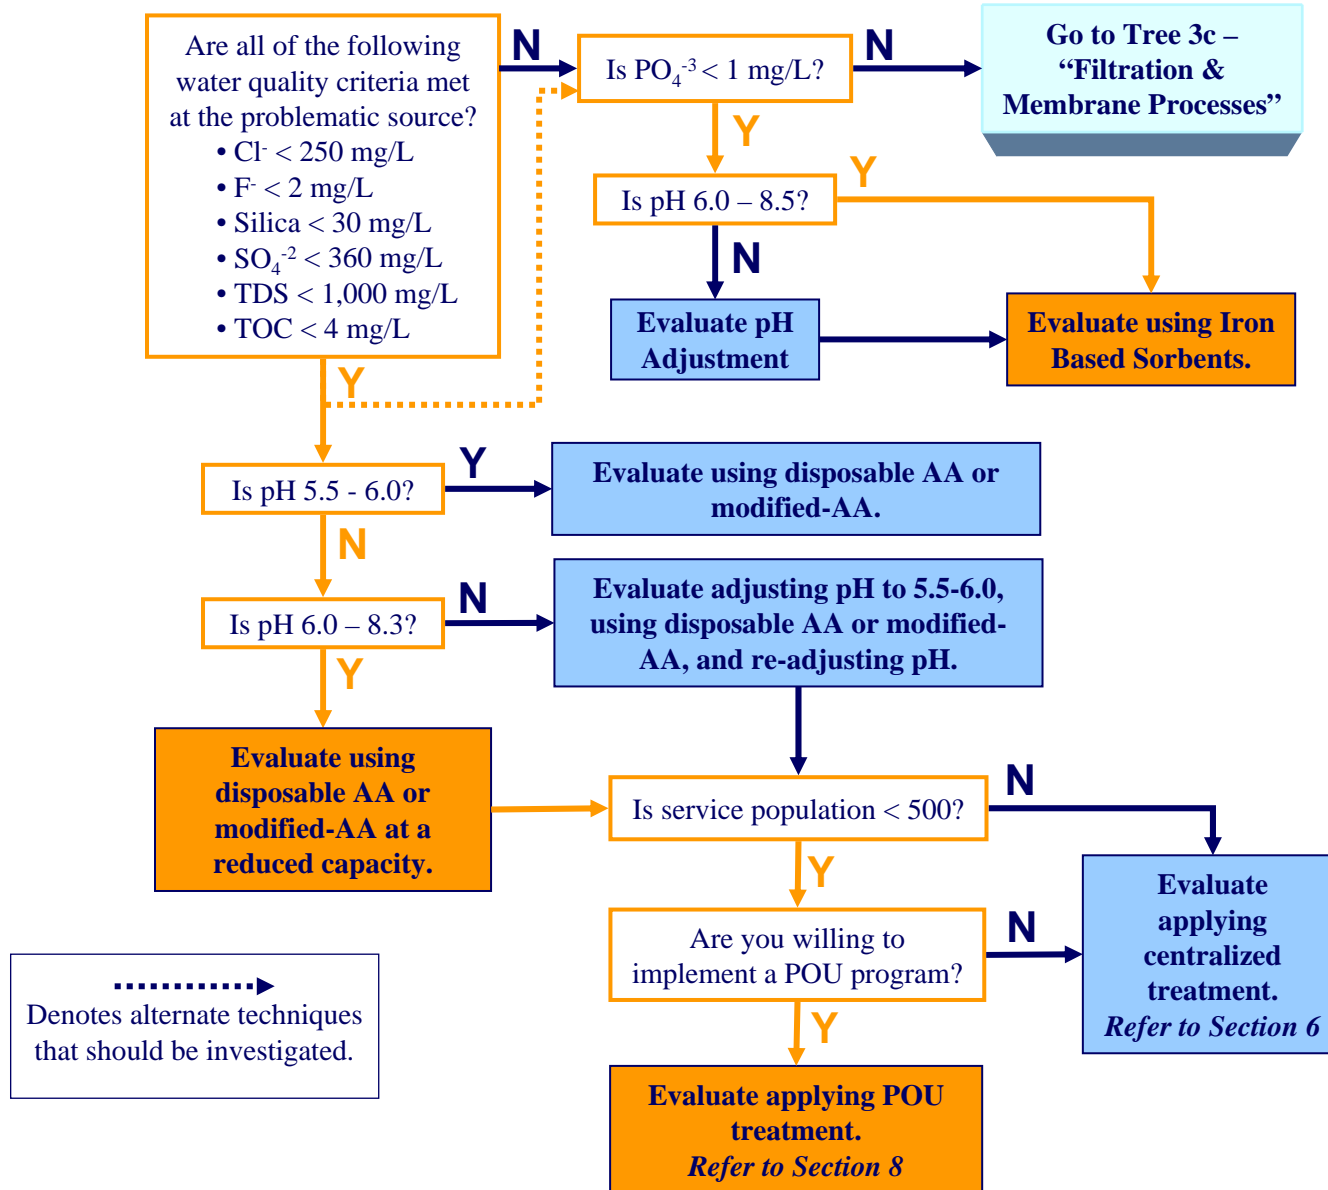 Are all of the following
water quality criteria met
at the problematic source?
• Cl⁻ < 250 mg/L
• F⁻ < 2 mg/L
• Silica < 30 mg/L
• SO₄⁻² < 360 mg/L
• TDS < 1,000 mg/L
• TOC < 4 mg/L
N
Is PO₄⁻³ < 1 mg/L?
N
Go to Tree 3c –
“Filtration &
Membrane Processes”
Y
Is pH 6.0 – 8.5?
Y
N
Evaluate pH
Adjustment
Evaluate using Iron
Based Sorbents.
Y
Is pH 5.5 - 6.0?
Y
Evaluate using disposable AA or
modified-AA.
N
Is pH 6.0 – 8.3?
N
Evaluate adjusting pH to 5.5-6.0,
using disposable AA or modified-
AA, and re-adjusting pH.
Y
Evaluate using
disposable AA or
modified-AA at a
reduced capacity.
Is service population < 500?
N
Y
Are you willing to
implement a POU program?
N
Evaluate
applying
centralized
treatment.
Refer to Section 6
Y
Evaluate applying POU
treatment.
Refer to Section 8
Denotes alternate techniques
that should be investigated.